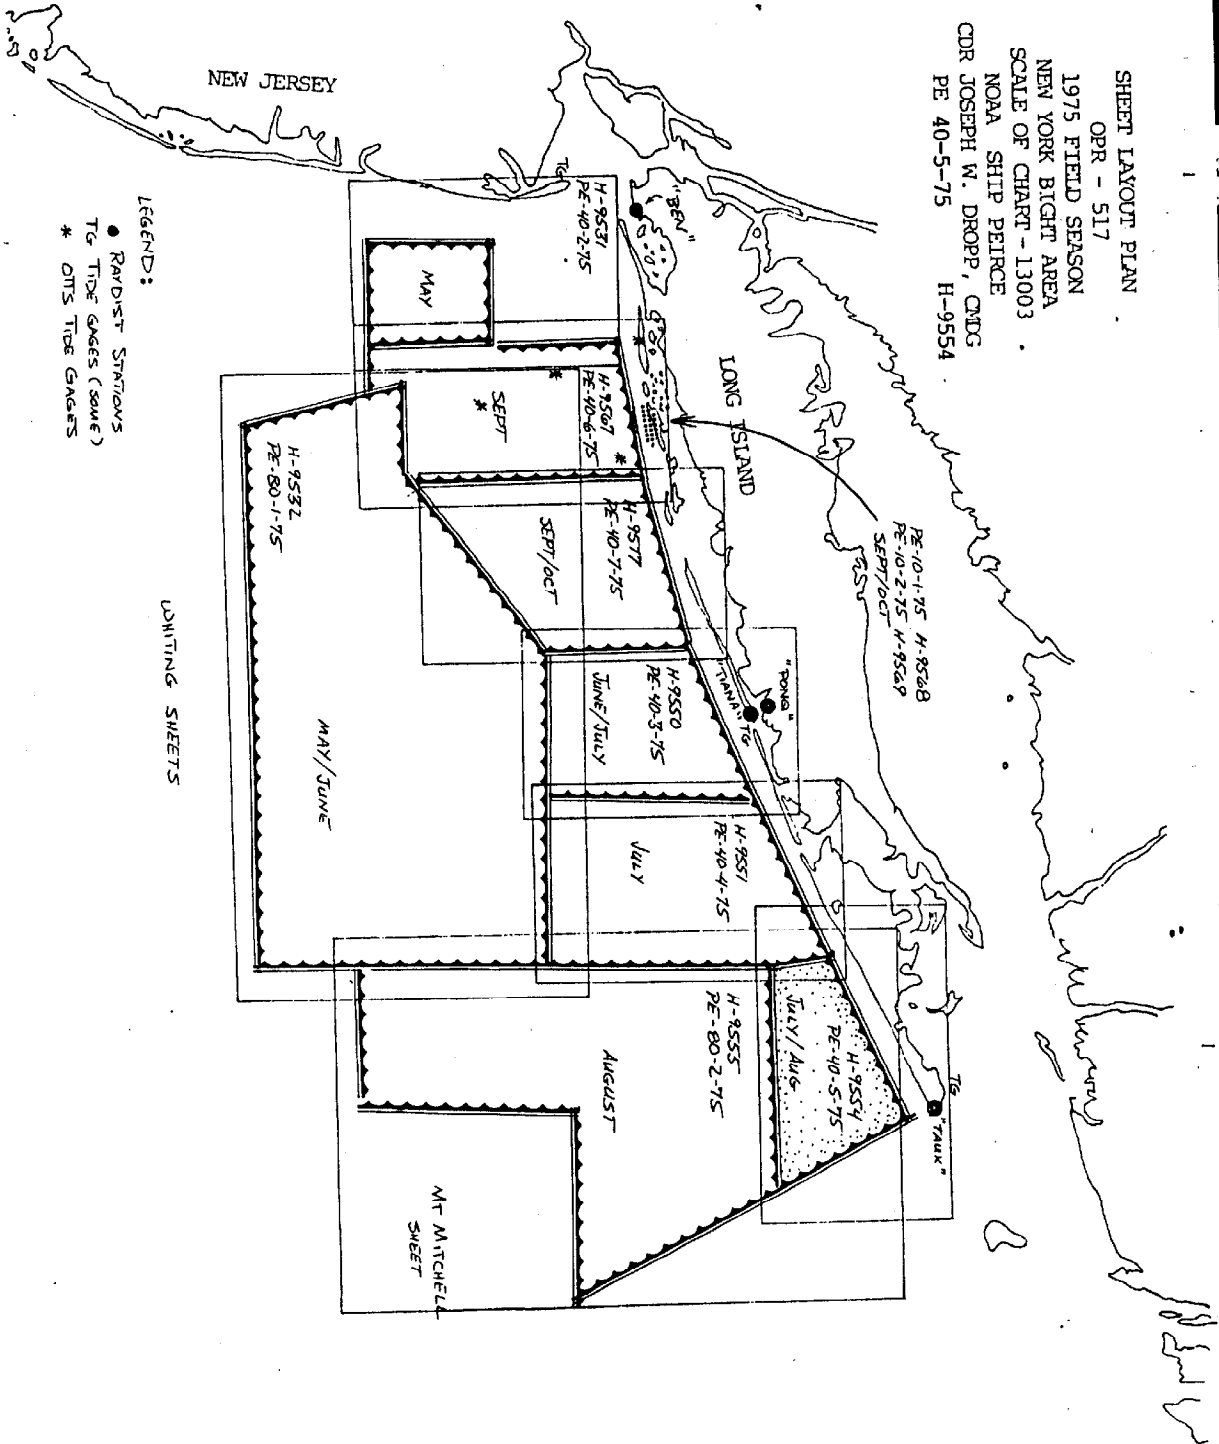 SHEET LAYOUT PLAN
OPR - 517
1975 FIELD SEASON
NEW YORK BIGHT AREA
SCALE OF CHART - 13003
NOAA SHIP PEIRCE
CDR JOSEPH W. DROPP, CMDG
PE 40-5-75 H-9554
NEW JERSEY
LONG ISLAND
PE-10-1-75 H-9568
PE-10-2-75 H-9569
SEPT/OCT
"BEN"
TG
H-9531
PE-40-2-75
MAY
H-9567
PE-40-6-75
SEPT
*
*
*
*
H-9577
PE-40-7-75
SEPT/OCT
"PONQ"
"TIANA" TG
H-9550
PE-40-3-75
JUNE/JULY
H-9551
PE-40-4-75
JULY
TG
"TAUK"
H-9554
PE-40-5-75
JULY/AUG
H-9555
PE-80-2-75
AUGUST
MT MITCHELL
SHEET
H-9532
PE-80-1-75
MAY/JUNE
WHITING SHEETS
LEGEND:
● RAYDIST STATIONS
TG TIDE GAGES (SOME)
* OTTS TIDE GAGES